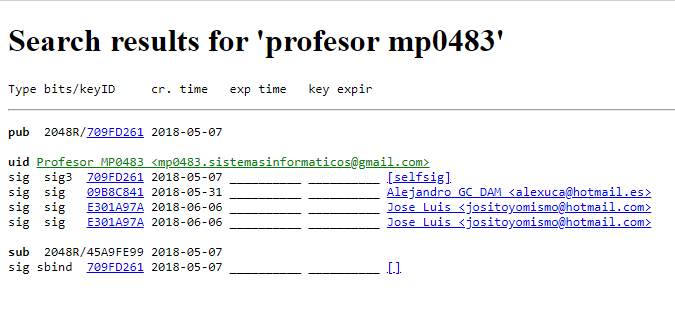 Search results for 'profesor mp0483'
Type bits/keyID     cr. time   exp time   key expir
pub  2048R/709FD261 2018-05-07
uid Profesor MP0483 <mp0483.sistemasinformaticos@gmail.com>
sig  sig3  709FD261 2018-05-07 __________ __________ [selfsig]
sig  sig   09B8C841 2018-05-31 __________ __________ Alejandro GC DAM <alexuca@hotmail.es>
sig  sig   E301A97A 2018-06-06 __________ __________ Jose Luis <jositoyomismo@hotmail.com>
sig  sig   E301A97A 2018-06-06 __________ __________ Jose Luis <jositoyomismo@hotmail.com>
sub  2048R/45A9FE99 2018-05-07
sig sbind  709FD261 2018-05-07 __________ __________ []